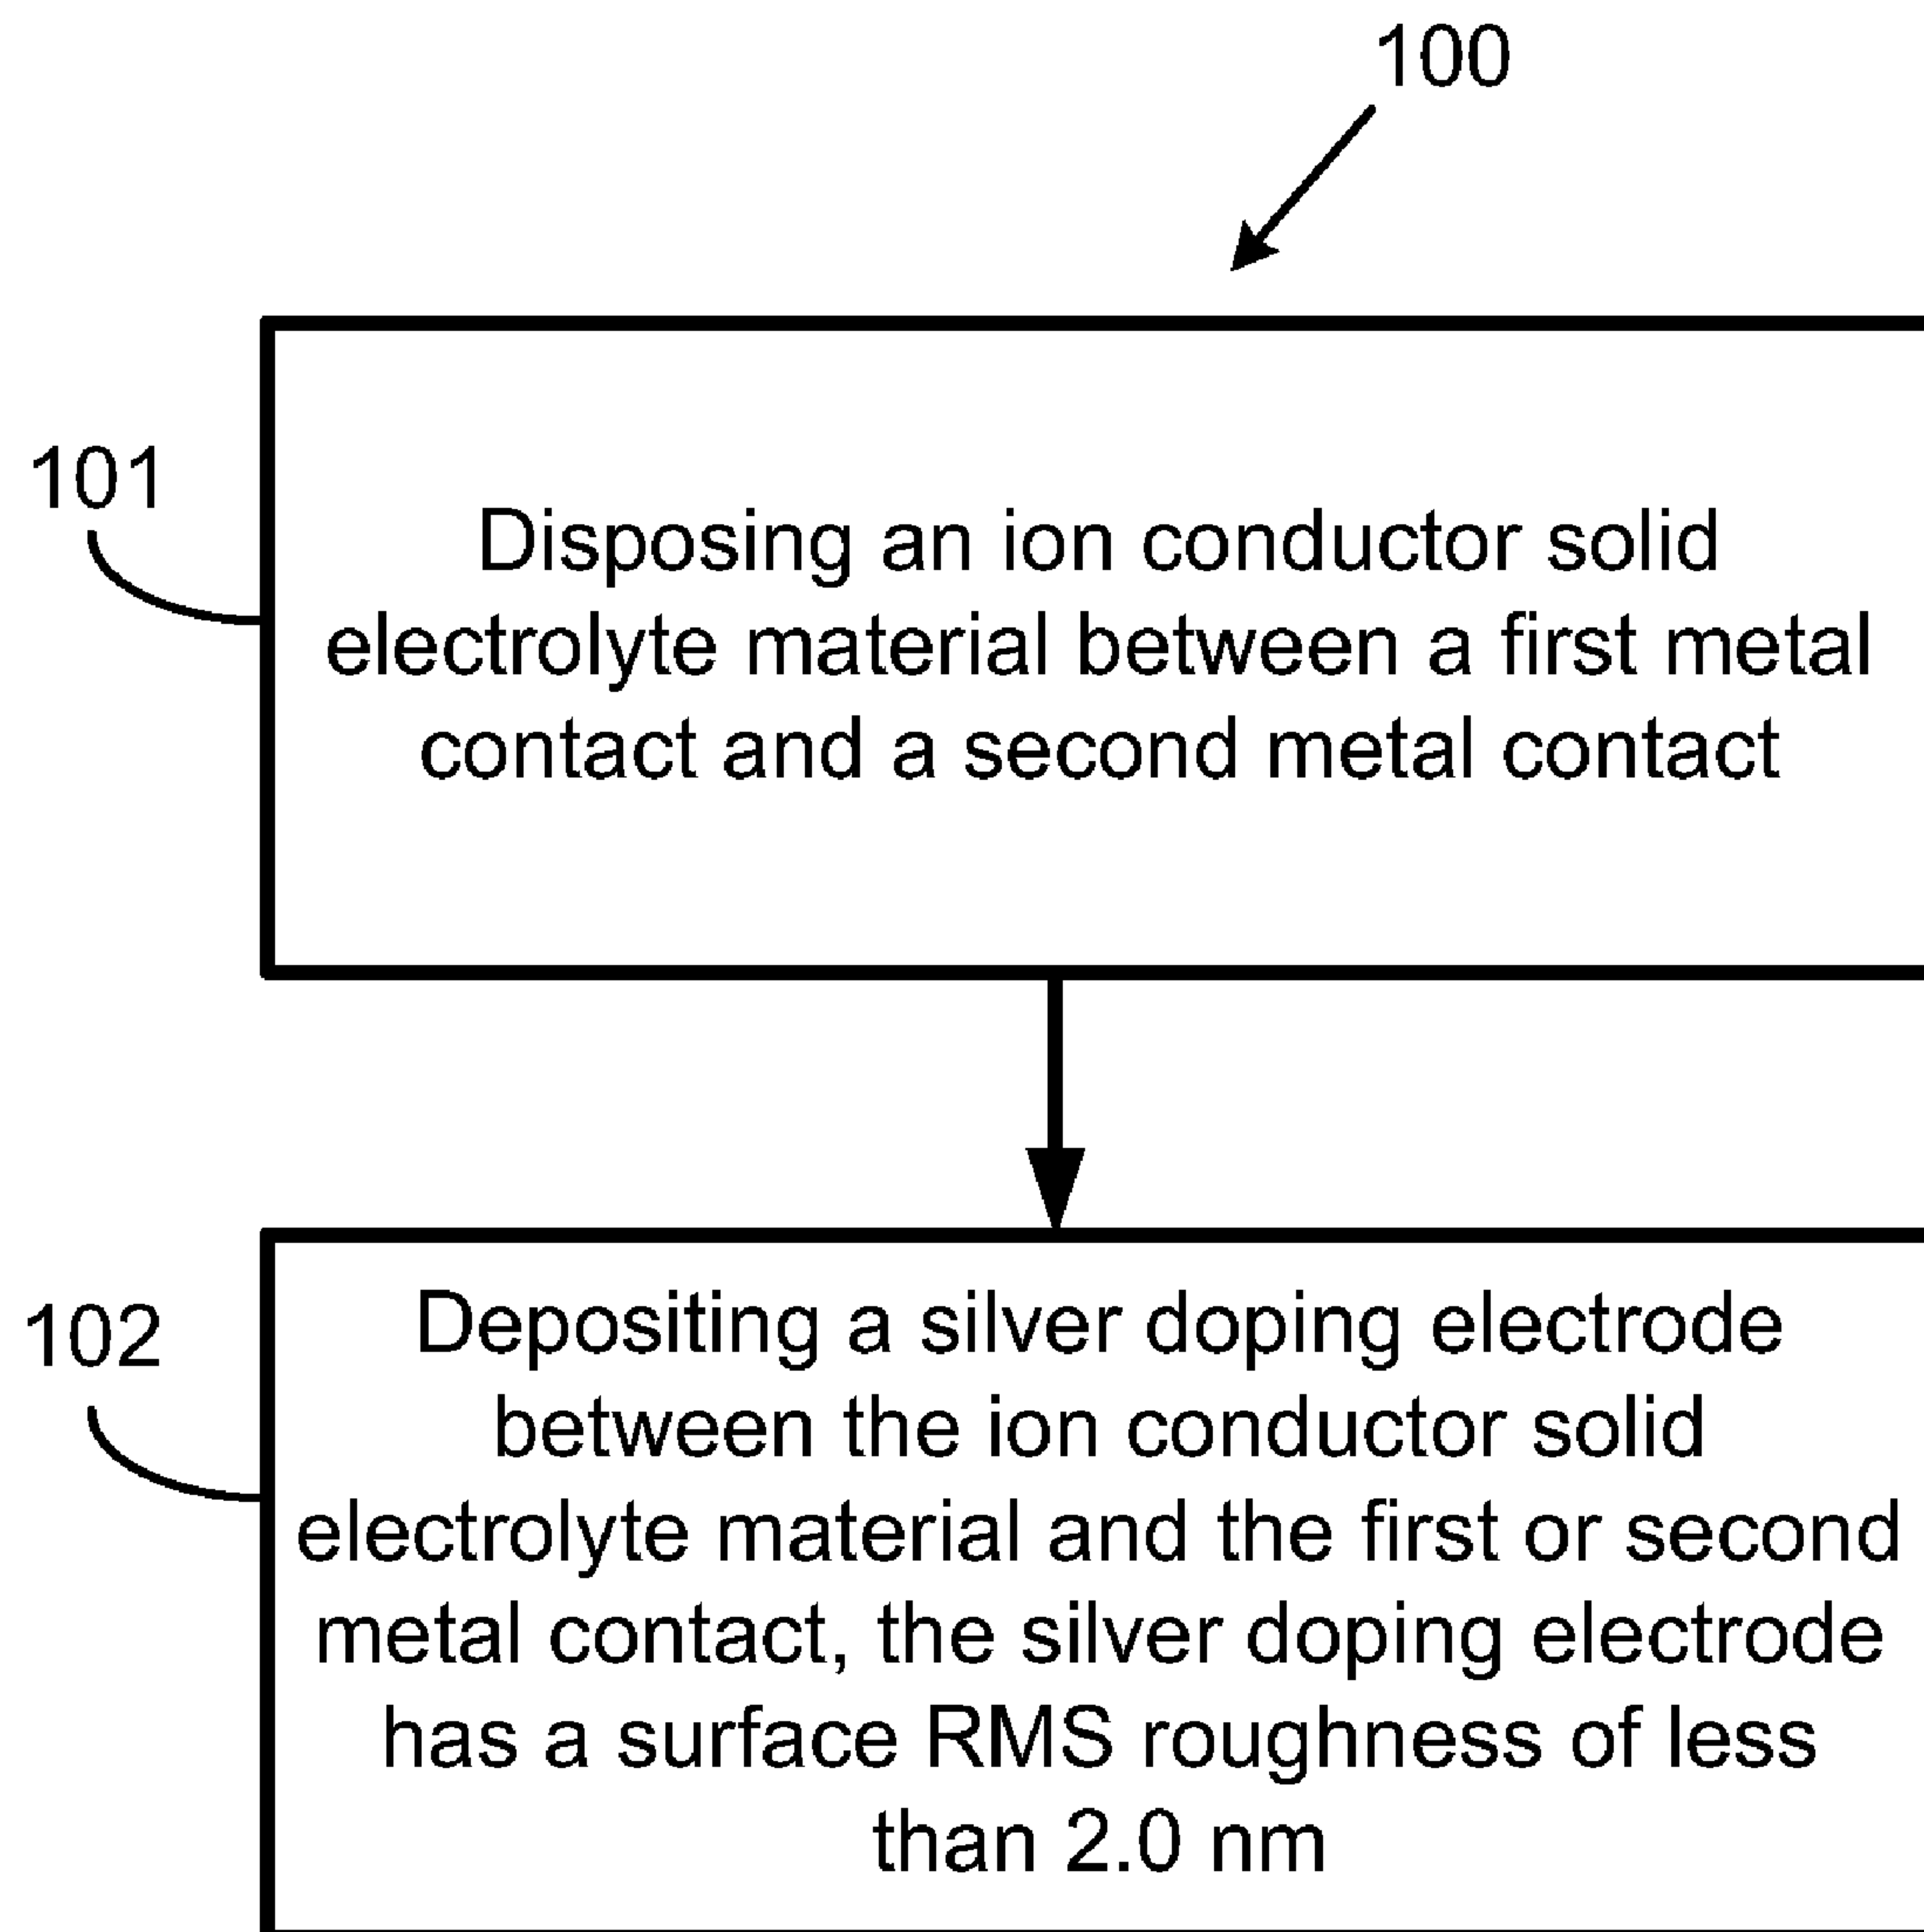 100
101
Disposing an ion conductor solid
electrolyte material between a first metal
contact and a second metal contact
102
Depositing a silver doping electrode
between the ion conductor solid
electrolyte material and the first or second
metal contact, the silver doping electrode
has a surface RMS roughness of less
than 2.0 nm